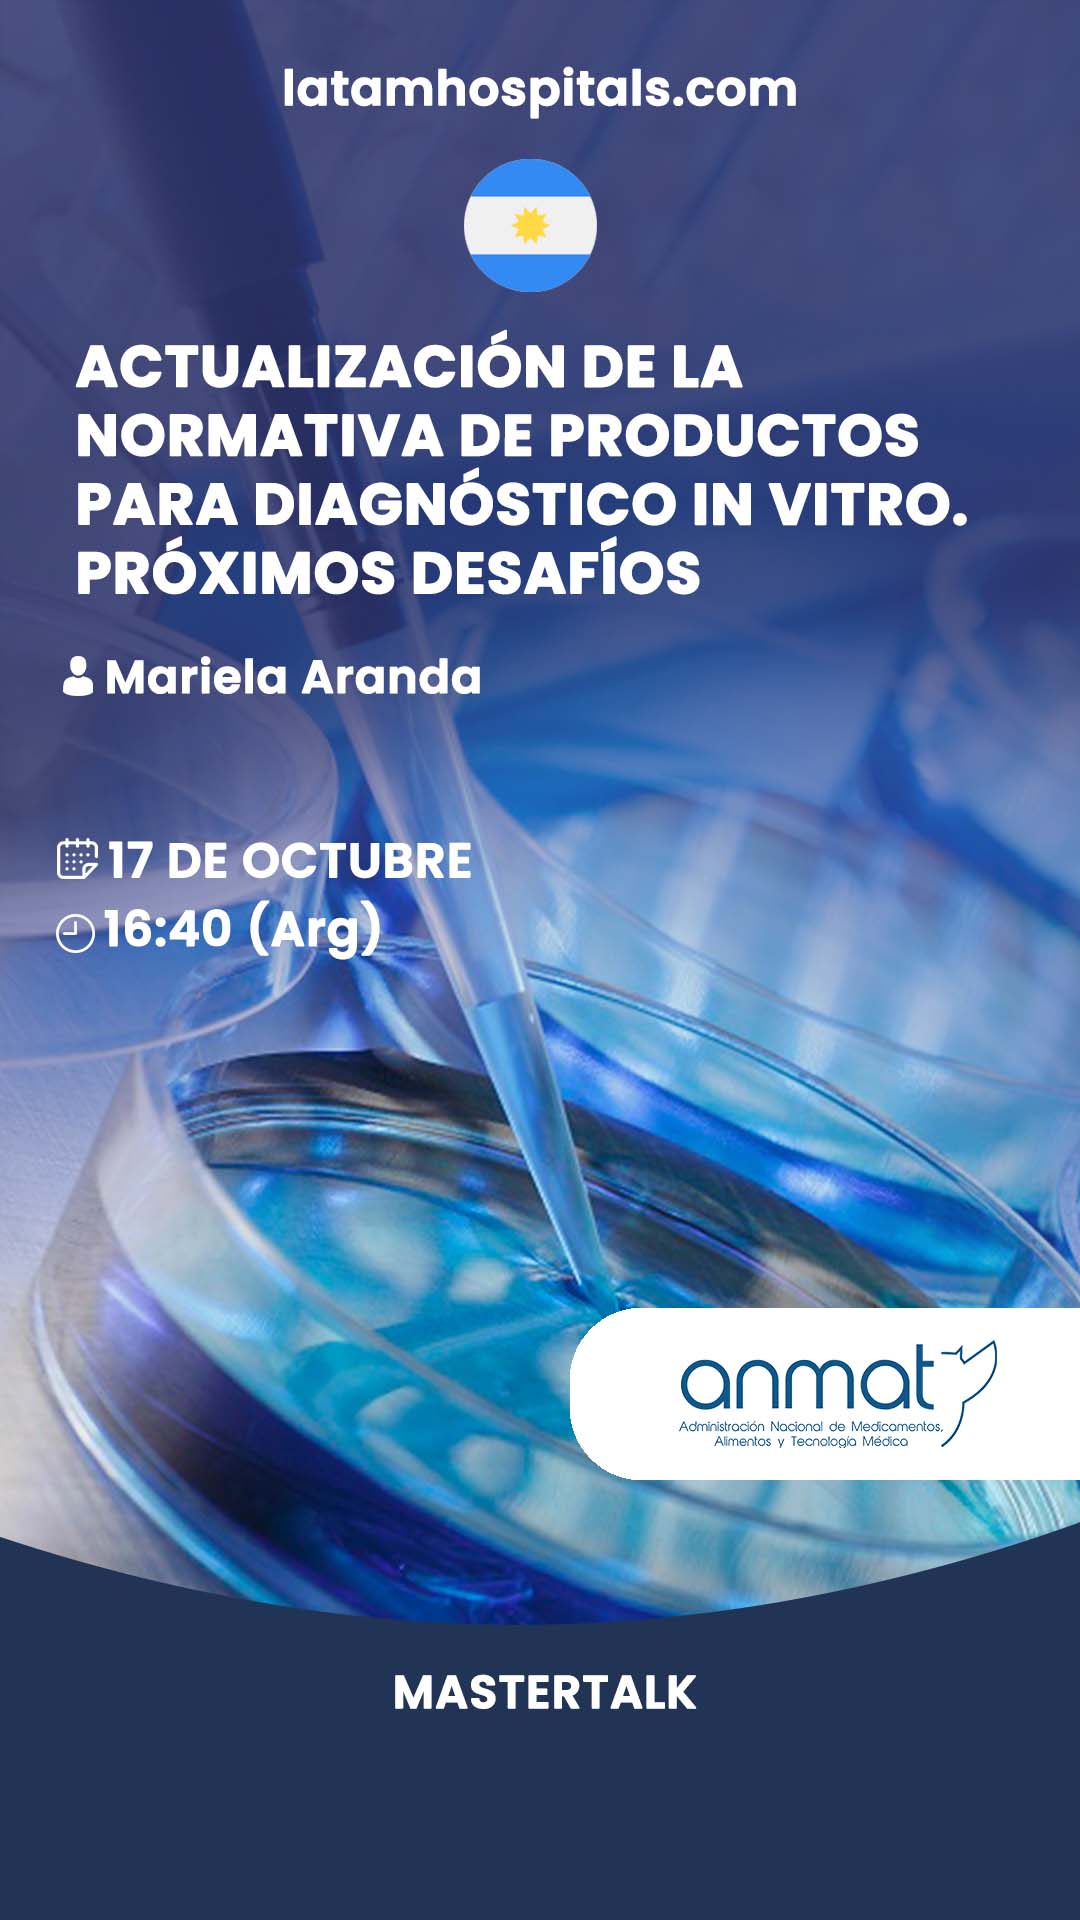 latamhospitals.com
ACTUALIZACIÓN DE LA
NORMATIVA DE PRODUCTOS
PARA DIAGNÓSTICO IN VITRO.
PRÓXIMOS DESAFÍOS
Mariela Aranda
17 DE OCTUBRE
16:40 (Arg)
anmat
Administración Nacional de Medicamentos,
Alimentos y Tecnología Médica
MASTERTALK